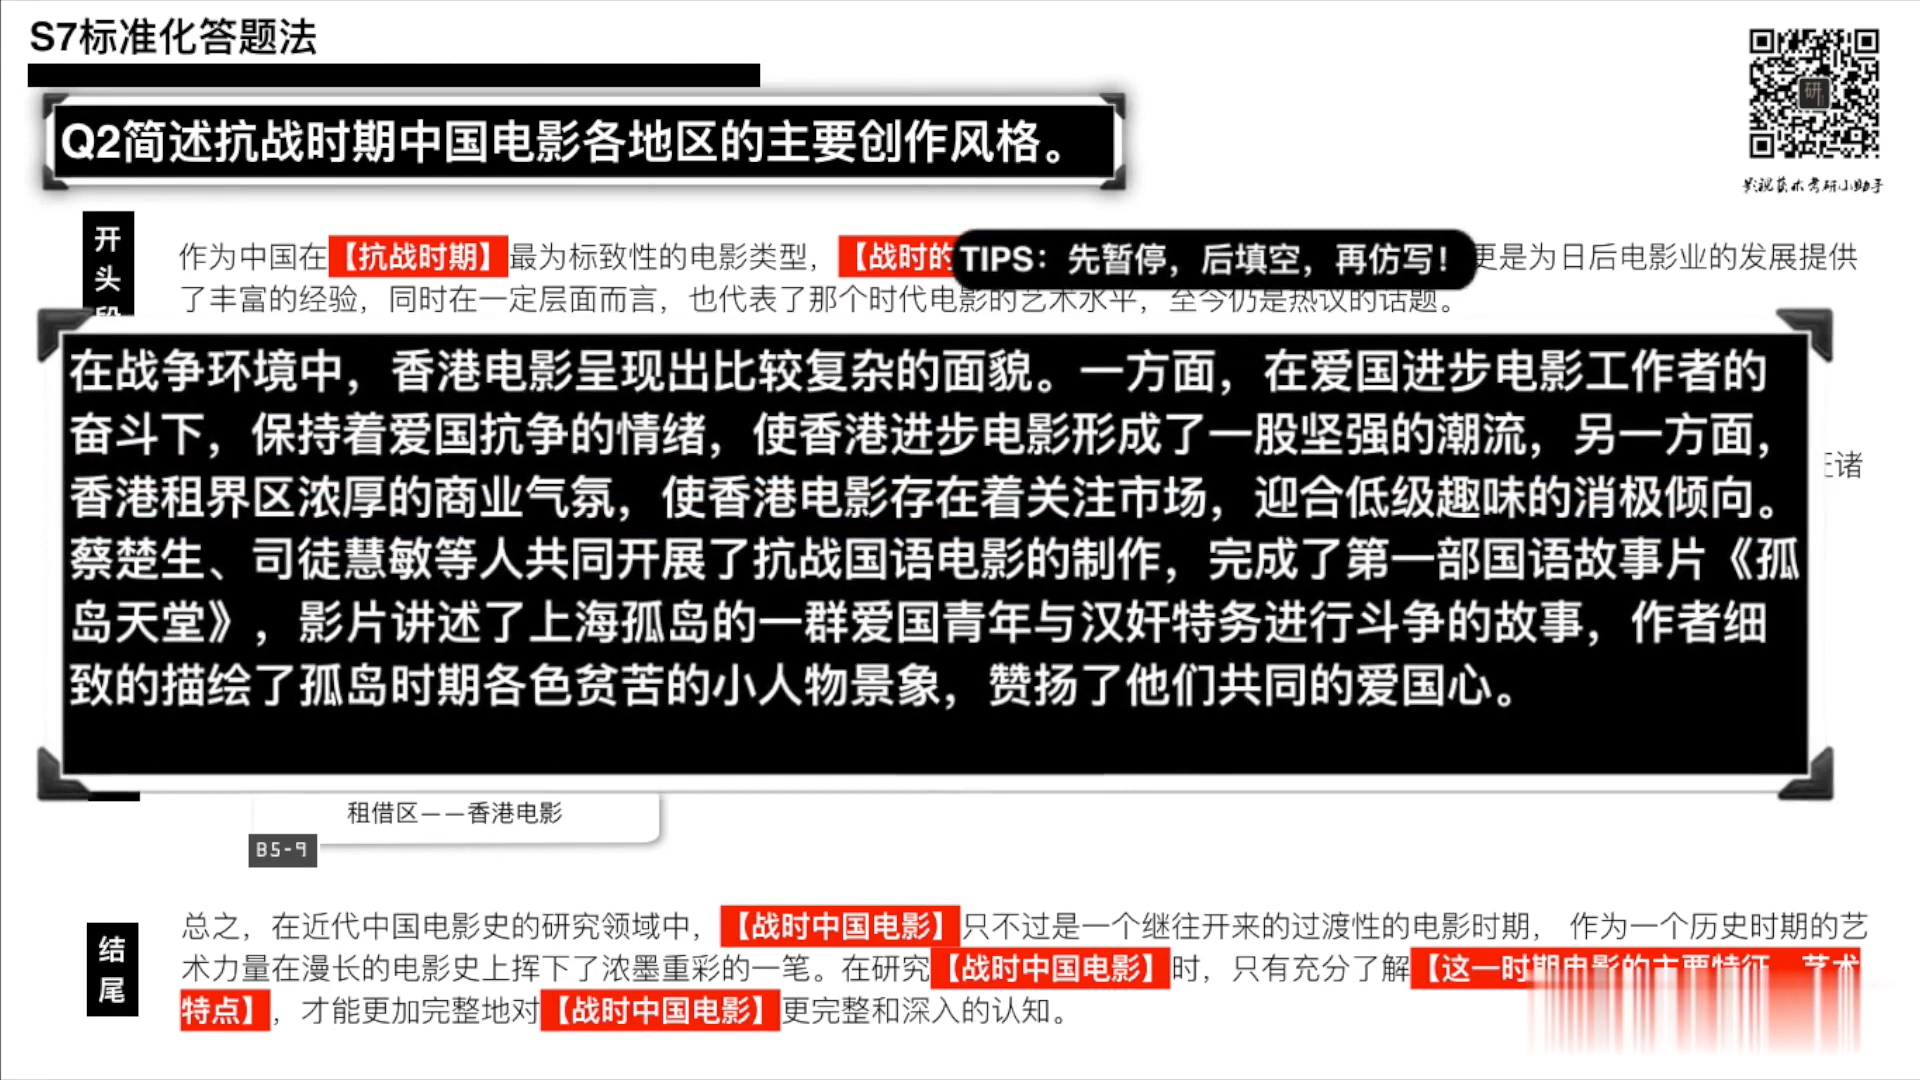 S7标准化答题法
Q2简述抗战时期中国电影各地区的主要创作风格。
研
影视艺术考研小助手
开头段
作为中国在【抗战时期】最为标致性的电影类型，【战时的
TIPS：先暂停，后填空，再仿写！
更是为日后电影业的发展提供
了丰富的经验，同时在一定层面而言，也代表了那个时代电影的艺术水平，至今仍是热议的话题。
诸
在战争环境中，香港电影呈现出比较复杂的面貌。一方面，在爱国进步电影工作者的
奋斗下，保持着爱国抗争的情绪，使香港进步电影形成了一股坚强的潮流，另一方面，
香港租界区浓厚的商业气氛，使香港电影存在着关注市场，迎合低级趣味的消极倾向。
蔡楚生、司徒慧敏等人共同开展了抗战国语电影的制作，完成了第一部国语故事片《孤
岛天堂》，影片讲述了上海孤岛的一群爱国青年与汉奸特务进行斗争的故事，作者细
致的描绘了孤岛时期各色贫苦的小人物景象，赞扬了他们共同的爱国心。
租借区——香港电影
B5-9
结尾
总之，在近代中国电影史的研究领域中，【战时中国电影】只不过是一个继往开来的过渡性的电影时期， 作为一个历史时期的艺
术力量在漫长的电影史上挥下了浓墨重彩的一笔。在研究【战时中国电影】时，只有充分了解【这一时期电影的主要特征、艺术
特点】，才能更加完整地对【战时中国电影】更完整和深入的认知。